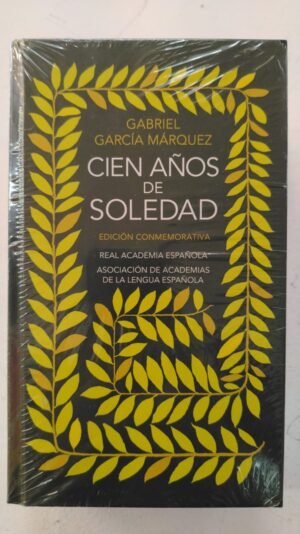 GABRIEL
GARCÍA MÁRQUEZ
CIEN AÑOS
DE
SOLEDAD
EDICIÓN CONMEMORATIVA
REAL ACADEMIA ESPAÑOLA
ASOCIACIÓN DE ACADEMIAS
DE LA LENGUA ESPAÑOLA